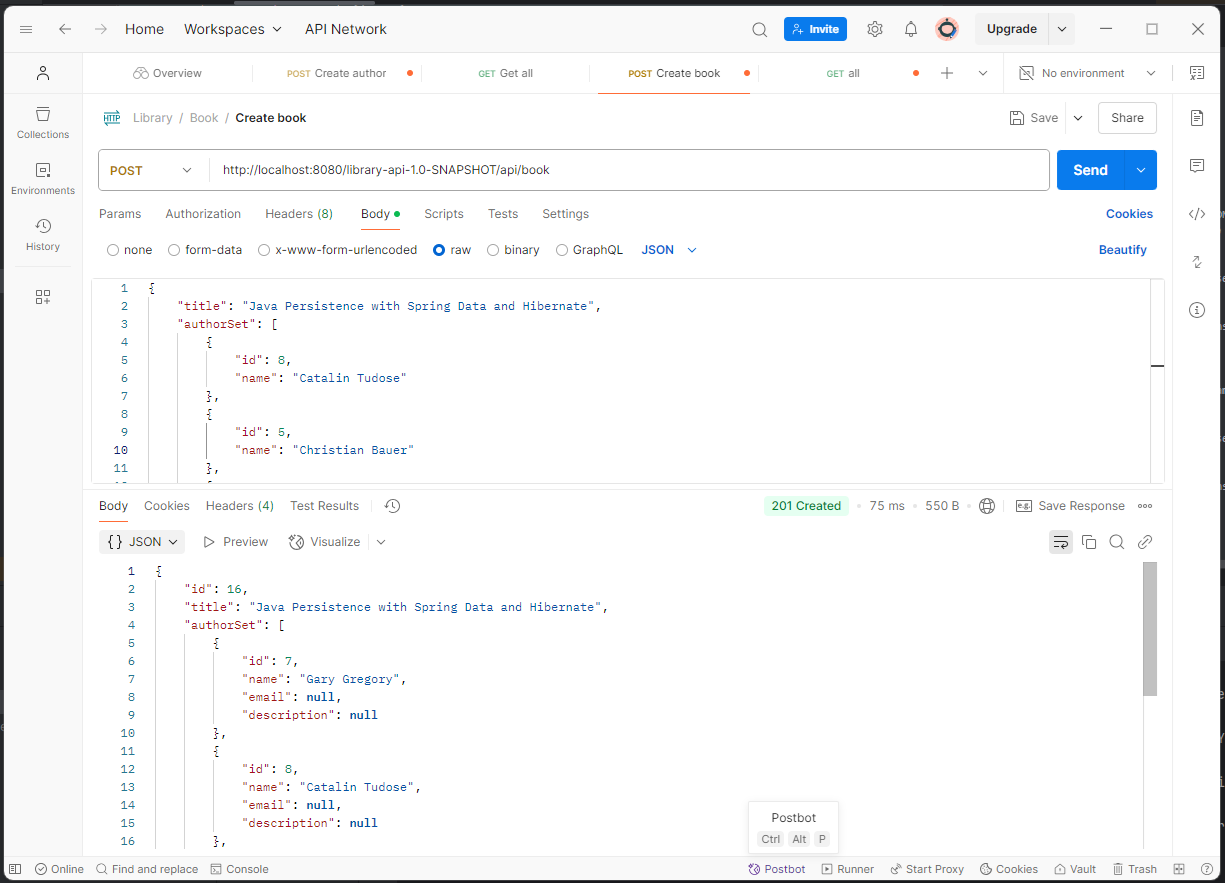 Home Workspaces API Network Invite Upgrade
Overview POST Create author GET Get all POST Create book GET all No environment
HTTP Library / Book / Create book Save Share
Collections
POST http://localhost:8080/library-api-1.0-SNAPSHOT/api/book Send
Environments
Params Authorization Headers (8) Body Scripts Tests Settings Cookies
History
none form-data x-www-form-urlencoded raw binary GraphQL JSON Beautify
1 {
2 "title": "Java Persistence with Spring Data and Hibernate",
3 "authorSet": [
4 {
5 "id": 8,
6 "name": "Catalin Tudose"
7 },
8 {
9 "id": 5,
10 "name": "Christian Bauer"
11 },
Body Cookies Headers (4) Test Results 201 Created 75 ms 550 B e.g. Save Response
{} JSON Preview Visualize
1 {
2 "id": 16,
3 "title": "Java Persistence with Spring Data and Hibernate",
4 "authorSet": [
5 {
6 "id": 7,
7 "name": "Gary Gregory",
8 "email": null,
9 "description": null
10 },
11 {
12 "id": 8,
13 "name": "Catalin Tudose",
14 "email": null,
15 "description": null
16 },
Postbot
Ctrl Alt P
Online Find and replace Console Postbot Runner Start Proxy Cookies Vault Trash